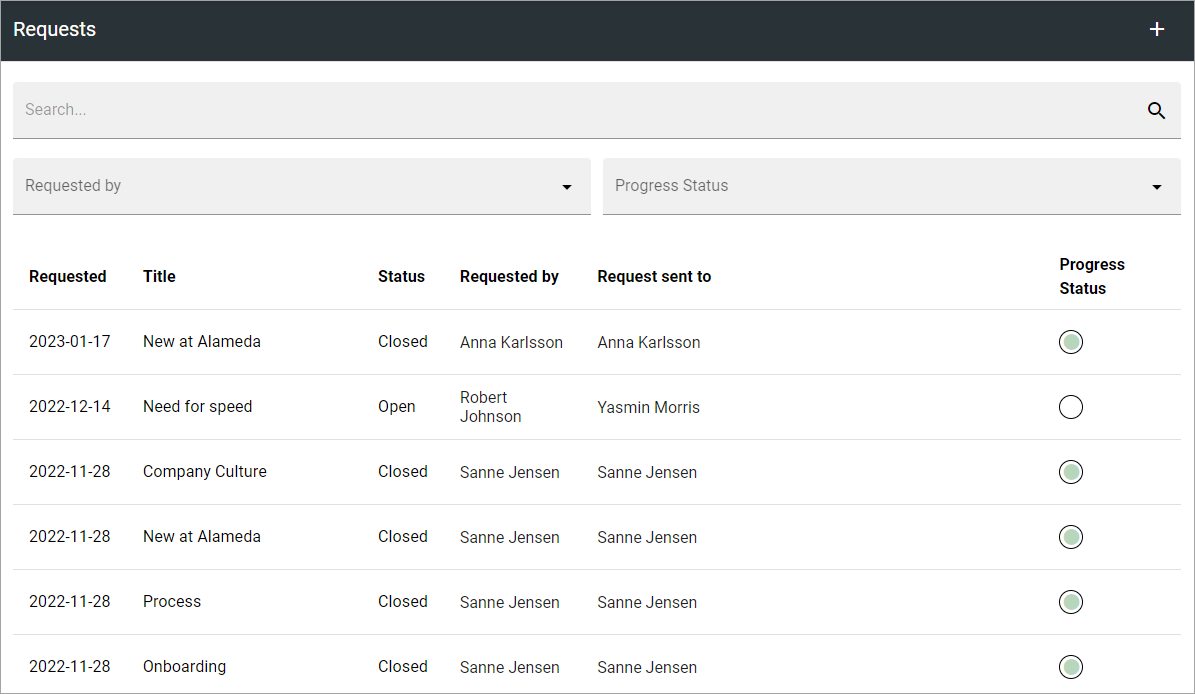 Requests +
Search...
Requested by Progress Status
Requested Title Status Requested by Request sent to Progress
Status
2023-01-17 New at Alameda Closed Anna Karlsson Anna Karlsson
2022-12-14 Need for speed Open Robert Johnson Yasmin Morris
2022-11-28 Company Culture Closed Sanne Jensen Sanne Jensen
2022-11-28 New at Alameda Closed Sanne Jensen Sanne Jensen
2022-11-28 Process Closed Sanne Jensen Sanne Jensen
2022-11-28 Onboarding Closed Sanne Jensen Sanne Jensen